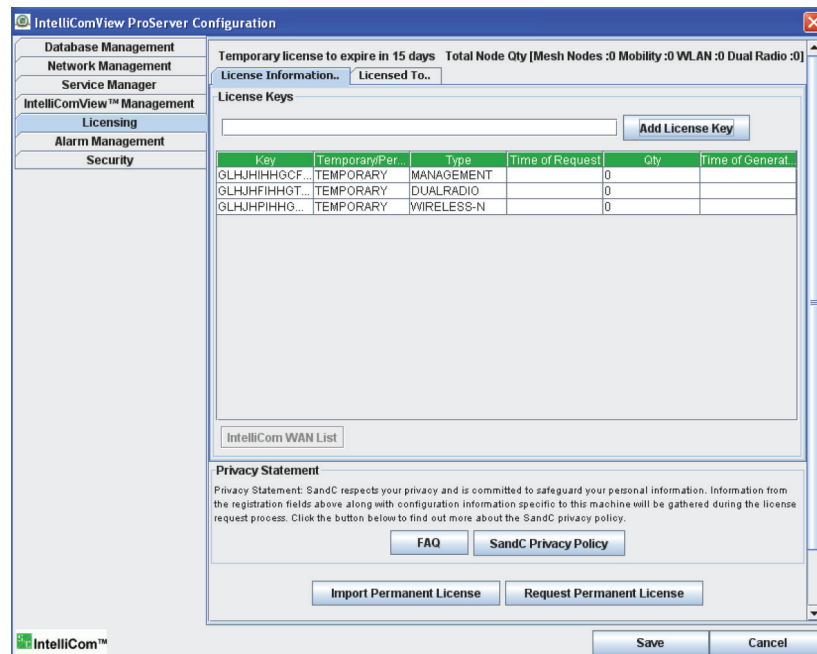 IntelliComView ProServer Configuration
Database Management
Network Management
Service Manager
IntelliComView™ Management
Licensing
Alarm Management
Security
Temporary license to expire in 15 days Total Node Qty [Mesh Nodes :0 Mobility :0 WLAN :0 Dual Radio :0]
License Information.. Licensed To..
License Keys
Add License Key
Key Temporary/Per... Type Time of Request Qty Time of Generat...
GLHJHIHHGCF... TEMPORARY MANAGEMENT 0
GLHJHFIHHGT... TEMPORARY DUALRADIO 0
GLHJHPIHHG... TEMPORARY WIRELESS-N 0
IntelliCom WAN List
Privacy Statement
Privacy Statement: SandC respects your privacy and is committed to safeguard your personal information. Information from
the registration fields above along with configuration information specific to this machine will be gathered during the license
request process. Click the button below to find out more about the SandC privacy policy.
FAQ SandC Privacy Policy
Import Permanent License Request Permanent License
IntelliCom™ Save Cancel